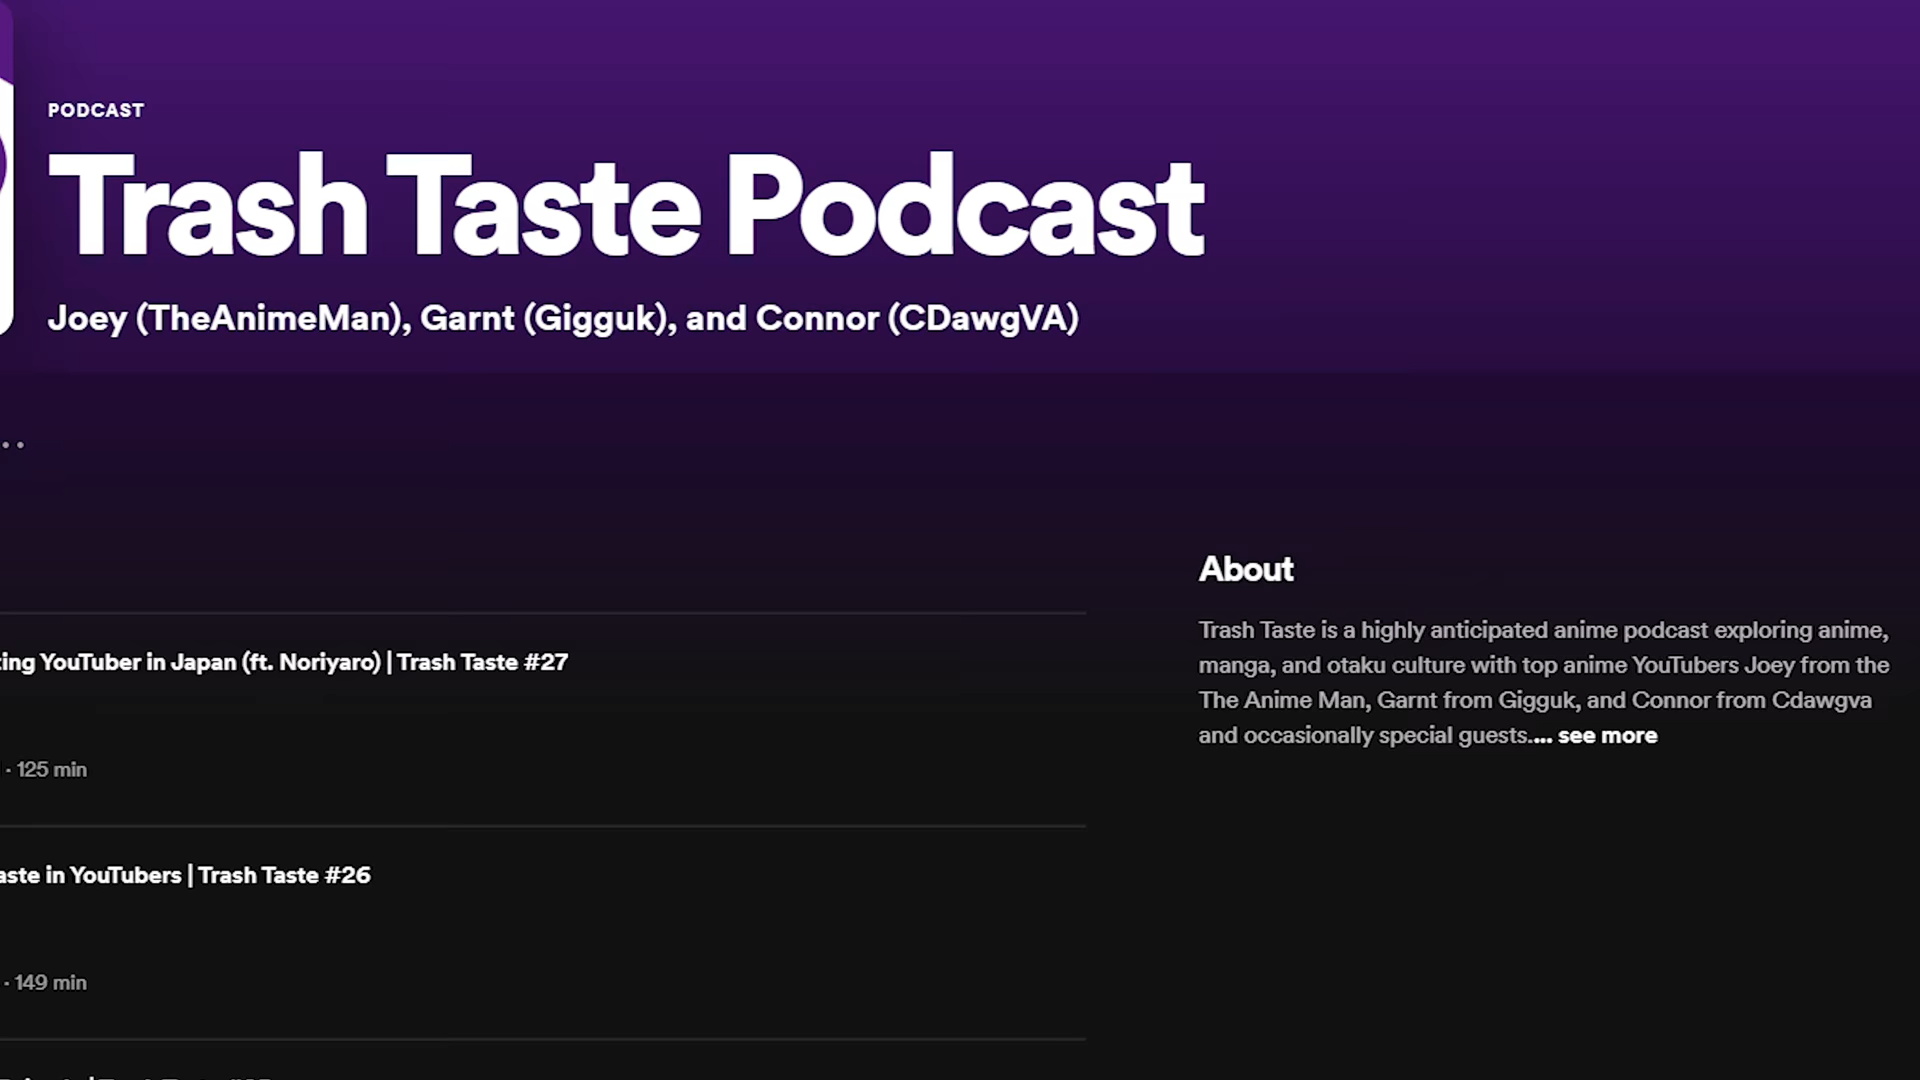 PODCAST
Trash Taste Podcast
Joey (TheAnimeMan), Garnt (Gigguk), and Connor (CDawgVA)
About
Trash Taste is a highly anticipated anime podcast exploring anime,
manga, and otaku culture with top anime YouTubers Joey from the
The Anime Man, Garnt from Gigguk, and Connor from Cdawgva
and occasionally special guests.... see more
YouTuber in Japan (ft. Noriyaro) | Trash Taste #27
· 125 min
in YouTubers | Trash Taste #26
· 149 min